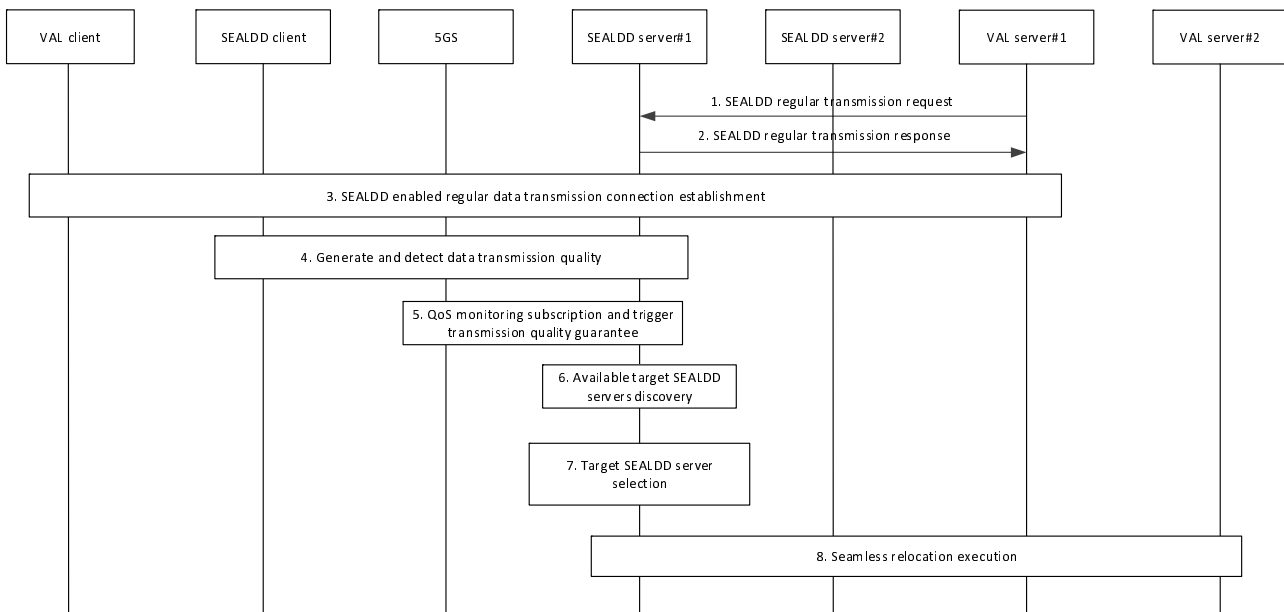 VAL client
SEALDD client
5GS
SEALDD server#1
SEALDD server#2
VAL server#1
VAL server#2
1. SEALDD regular transmission request
2. SEALDD regular transmission response
3. SEALDD enabled regular data transmission connection establishment
4. Generate and detect data transmission quality
5. QoS monitoring subscription and trigger
transmission quality guarantee
6. Available target SEALDD
servers discovery
7. Target SEALDD server
selection
8. Seamless relocation execution